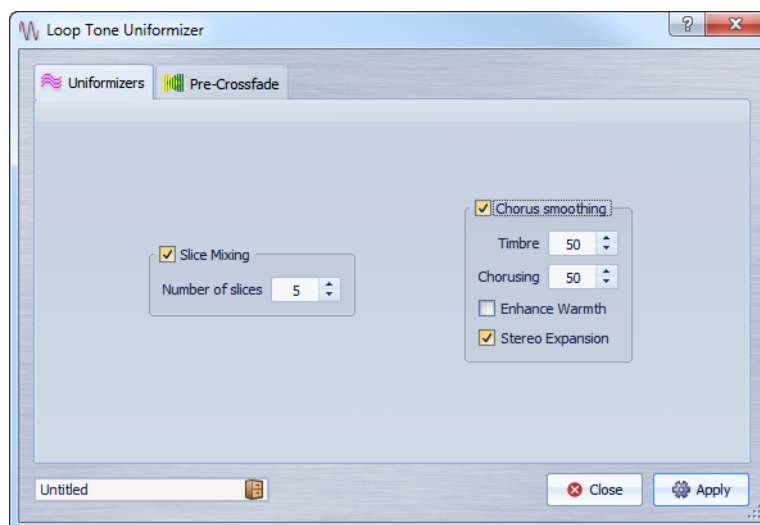 Loop Tone Uniformizer
?
Uniformizers
Pre-Crossfade
Slice Mixing
Number of slices 5
Chorus smoothing
Timbre 50
Chorusing 50
Enhance Warmth
Stereo Expansion
Untitled
Close
Apply